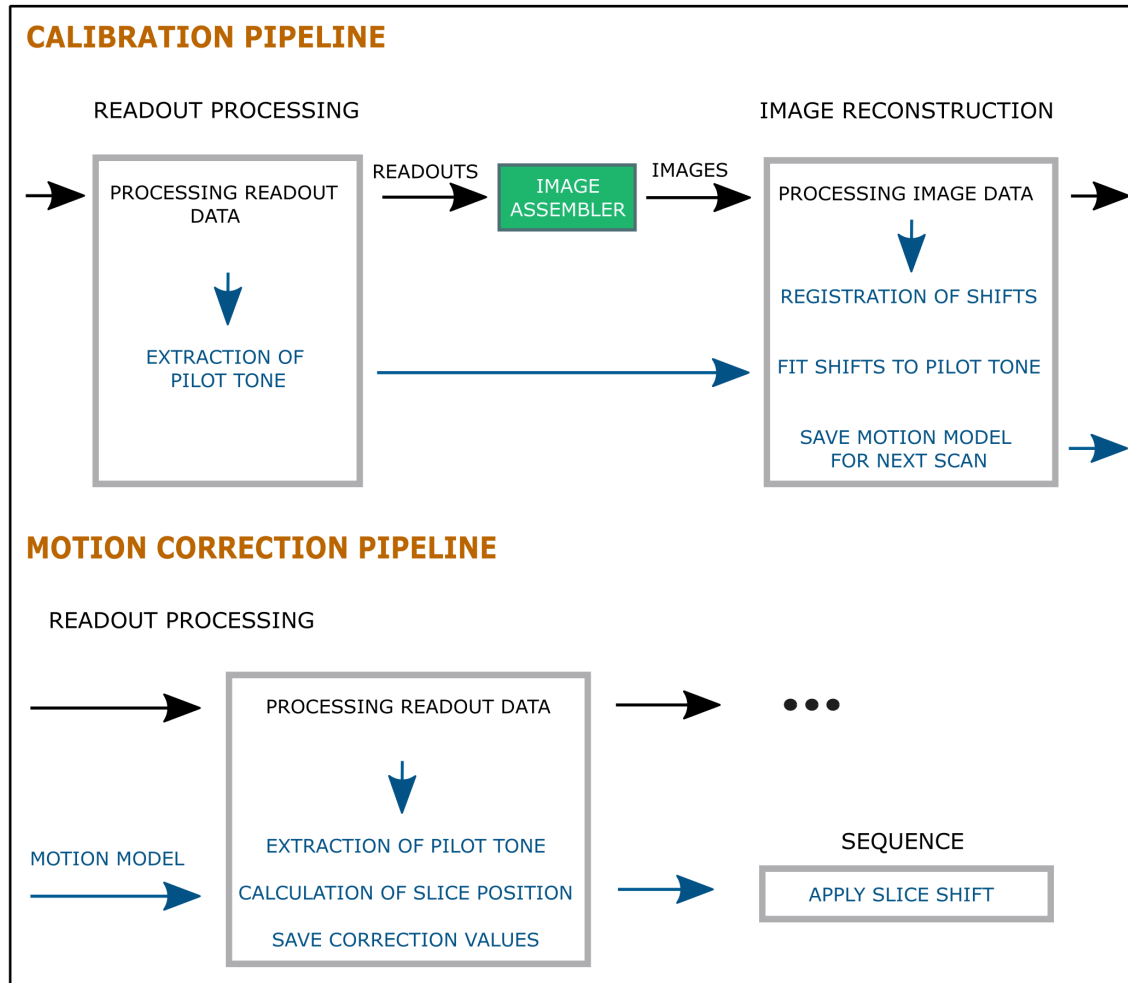 CALIBRATION PIPELINE
READOUT PROCESSING
IMAGE RECONSTRUCTION
PROCESSING READOUT
DATA
READOUTS
IMAGE
ASSEMBLER
IMAGES
PROCESSING IMAGE DATA
REGISTRATION OF SHIFTS
EXTRACTION OF
PILOT TONE
FIT SHIFTS TO PILOT TONE
SAVE MOTION MODEL
FOR NEXT SCAN
MOTION CORRECTION PIPELINE
READOUT PROCESSING
PROCESSING READOUT DATA
MOTION MODEL
EXTRACTION OF PILOT TONE
CALCULATION OF SLICE POSITION
SAVE CORRECTION VALUES
SEQUENCE
APPLY SLICE SHIFT